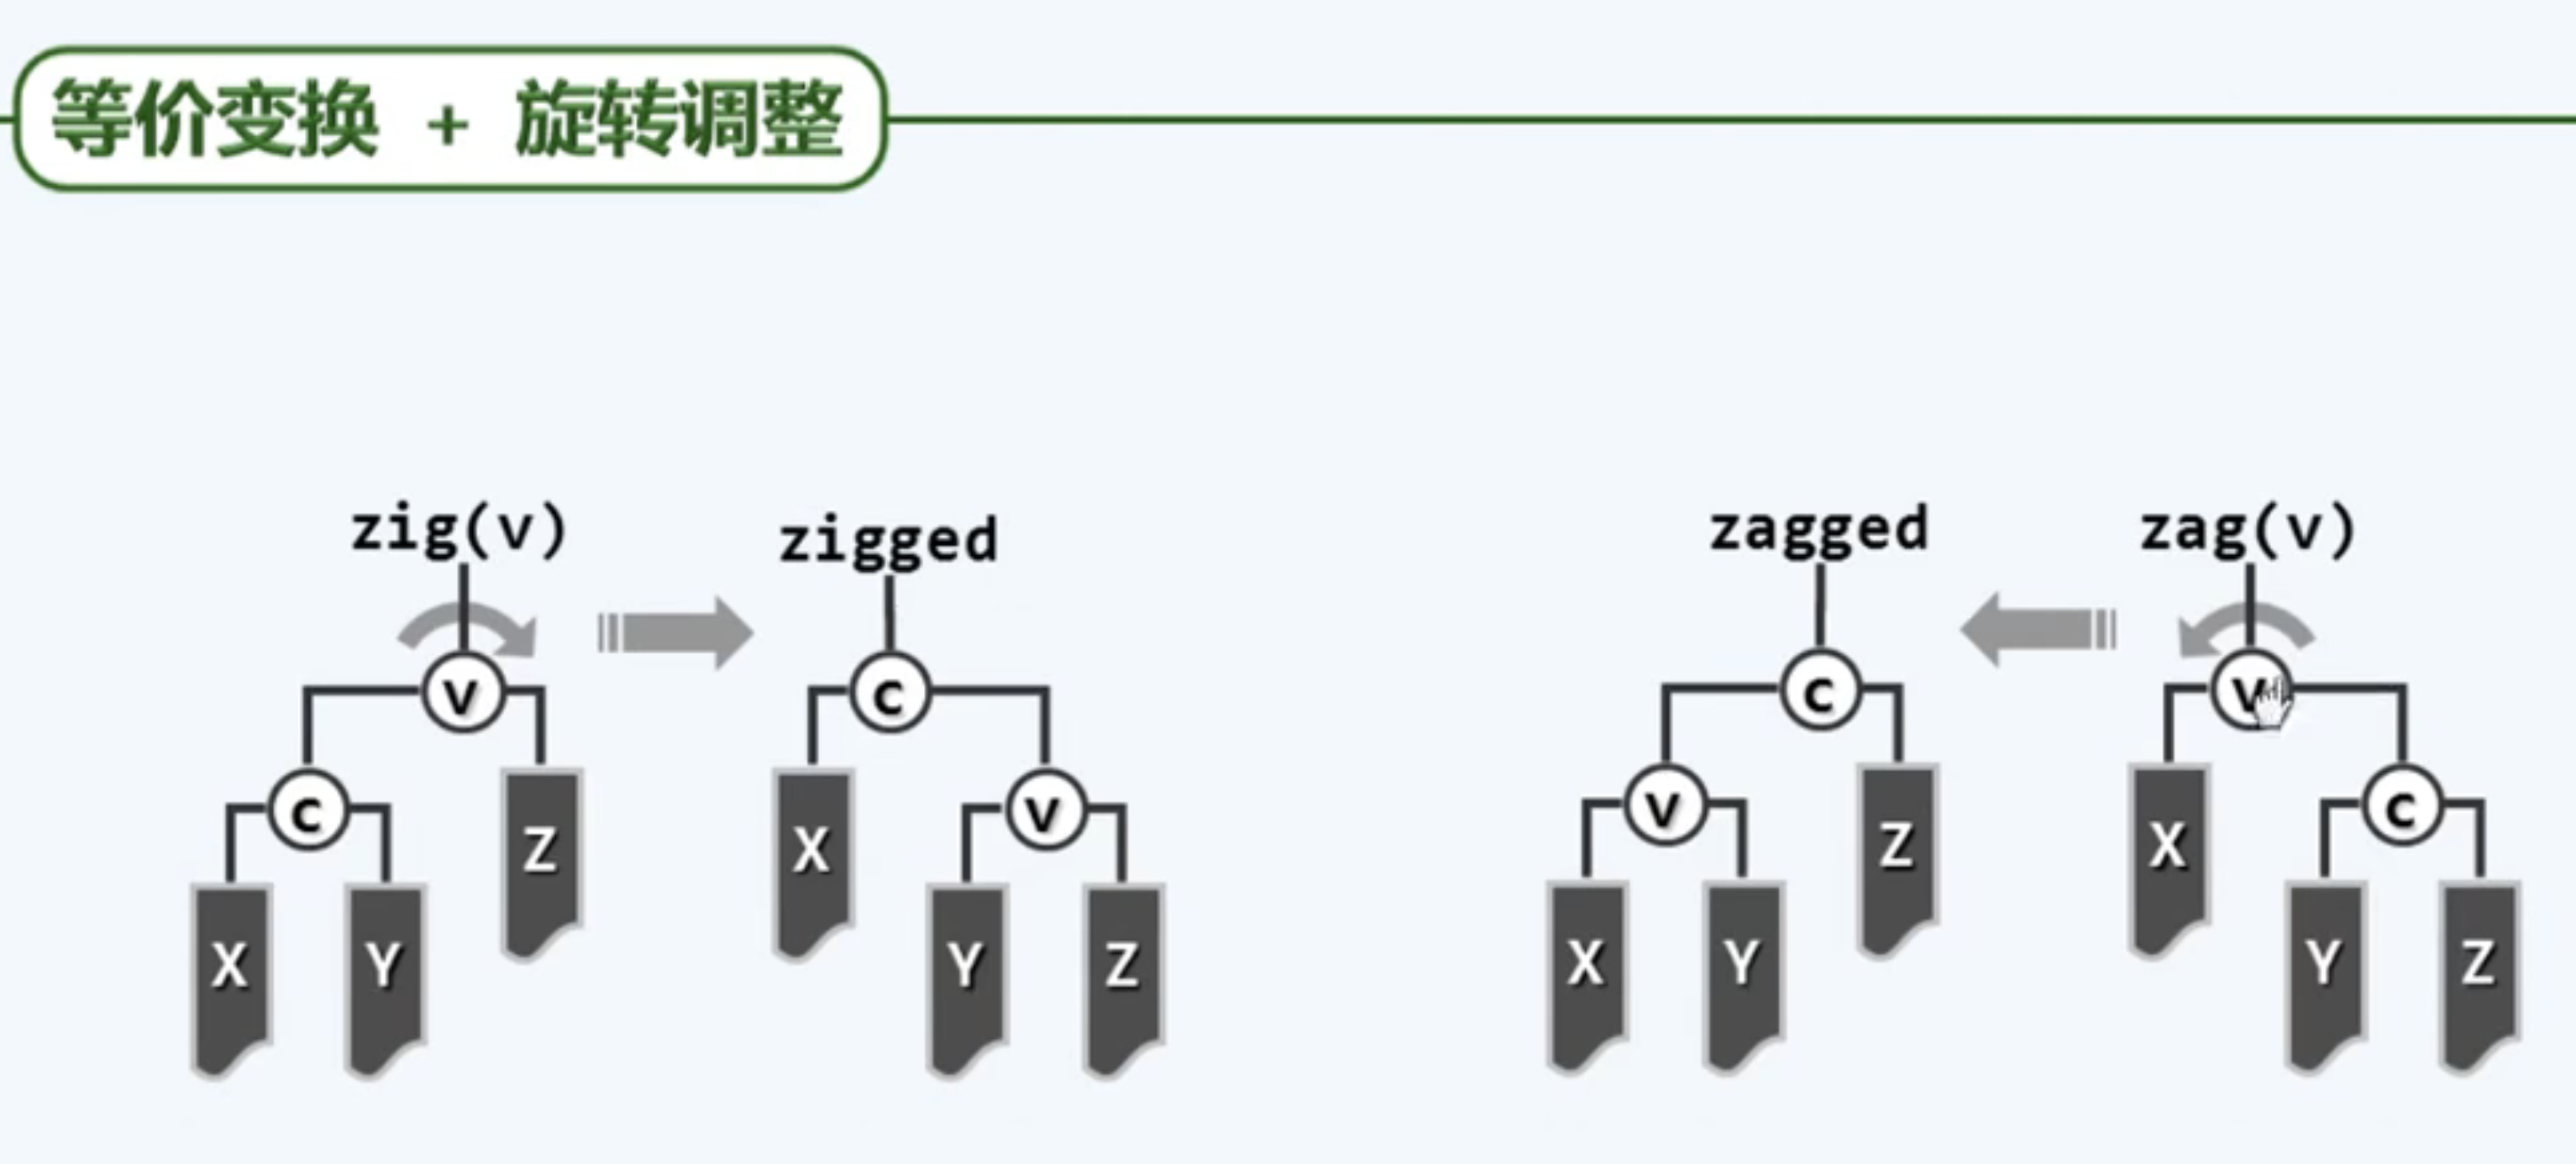 等价变换 + 旋转调整
zig(v)
zigged
zagged
zag(v)
v
c
c
v
c
X
v
Z
v
X
c
Z
X
Y
Y
Z
X
Y
Y
Z